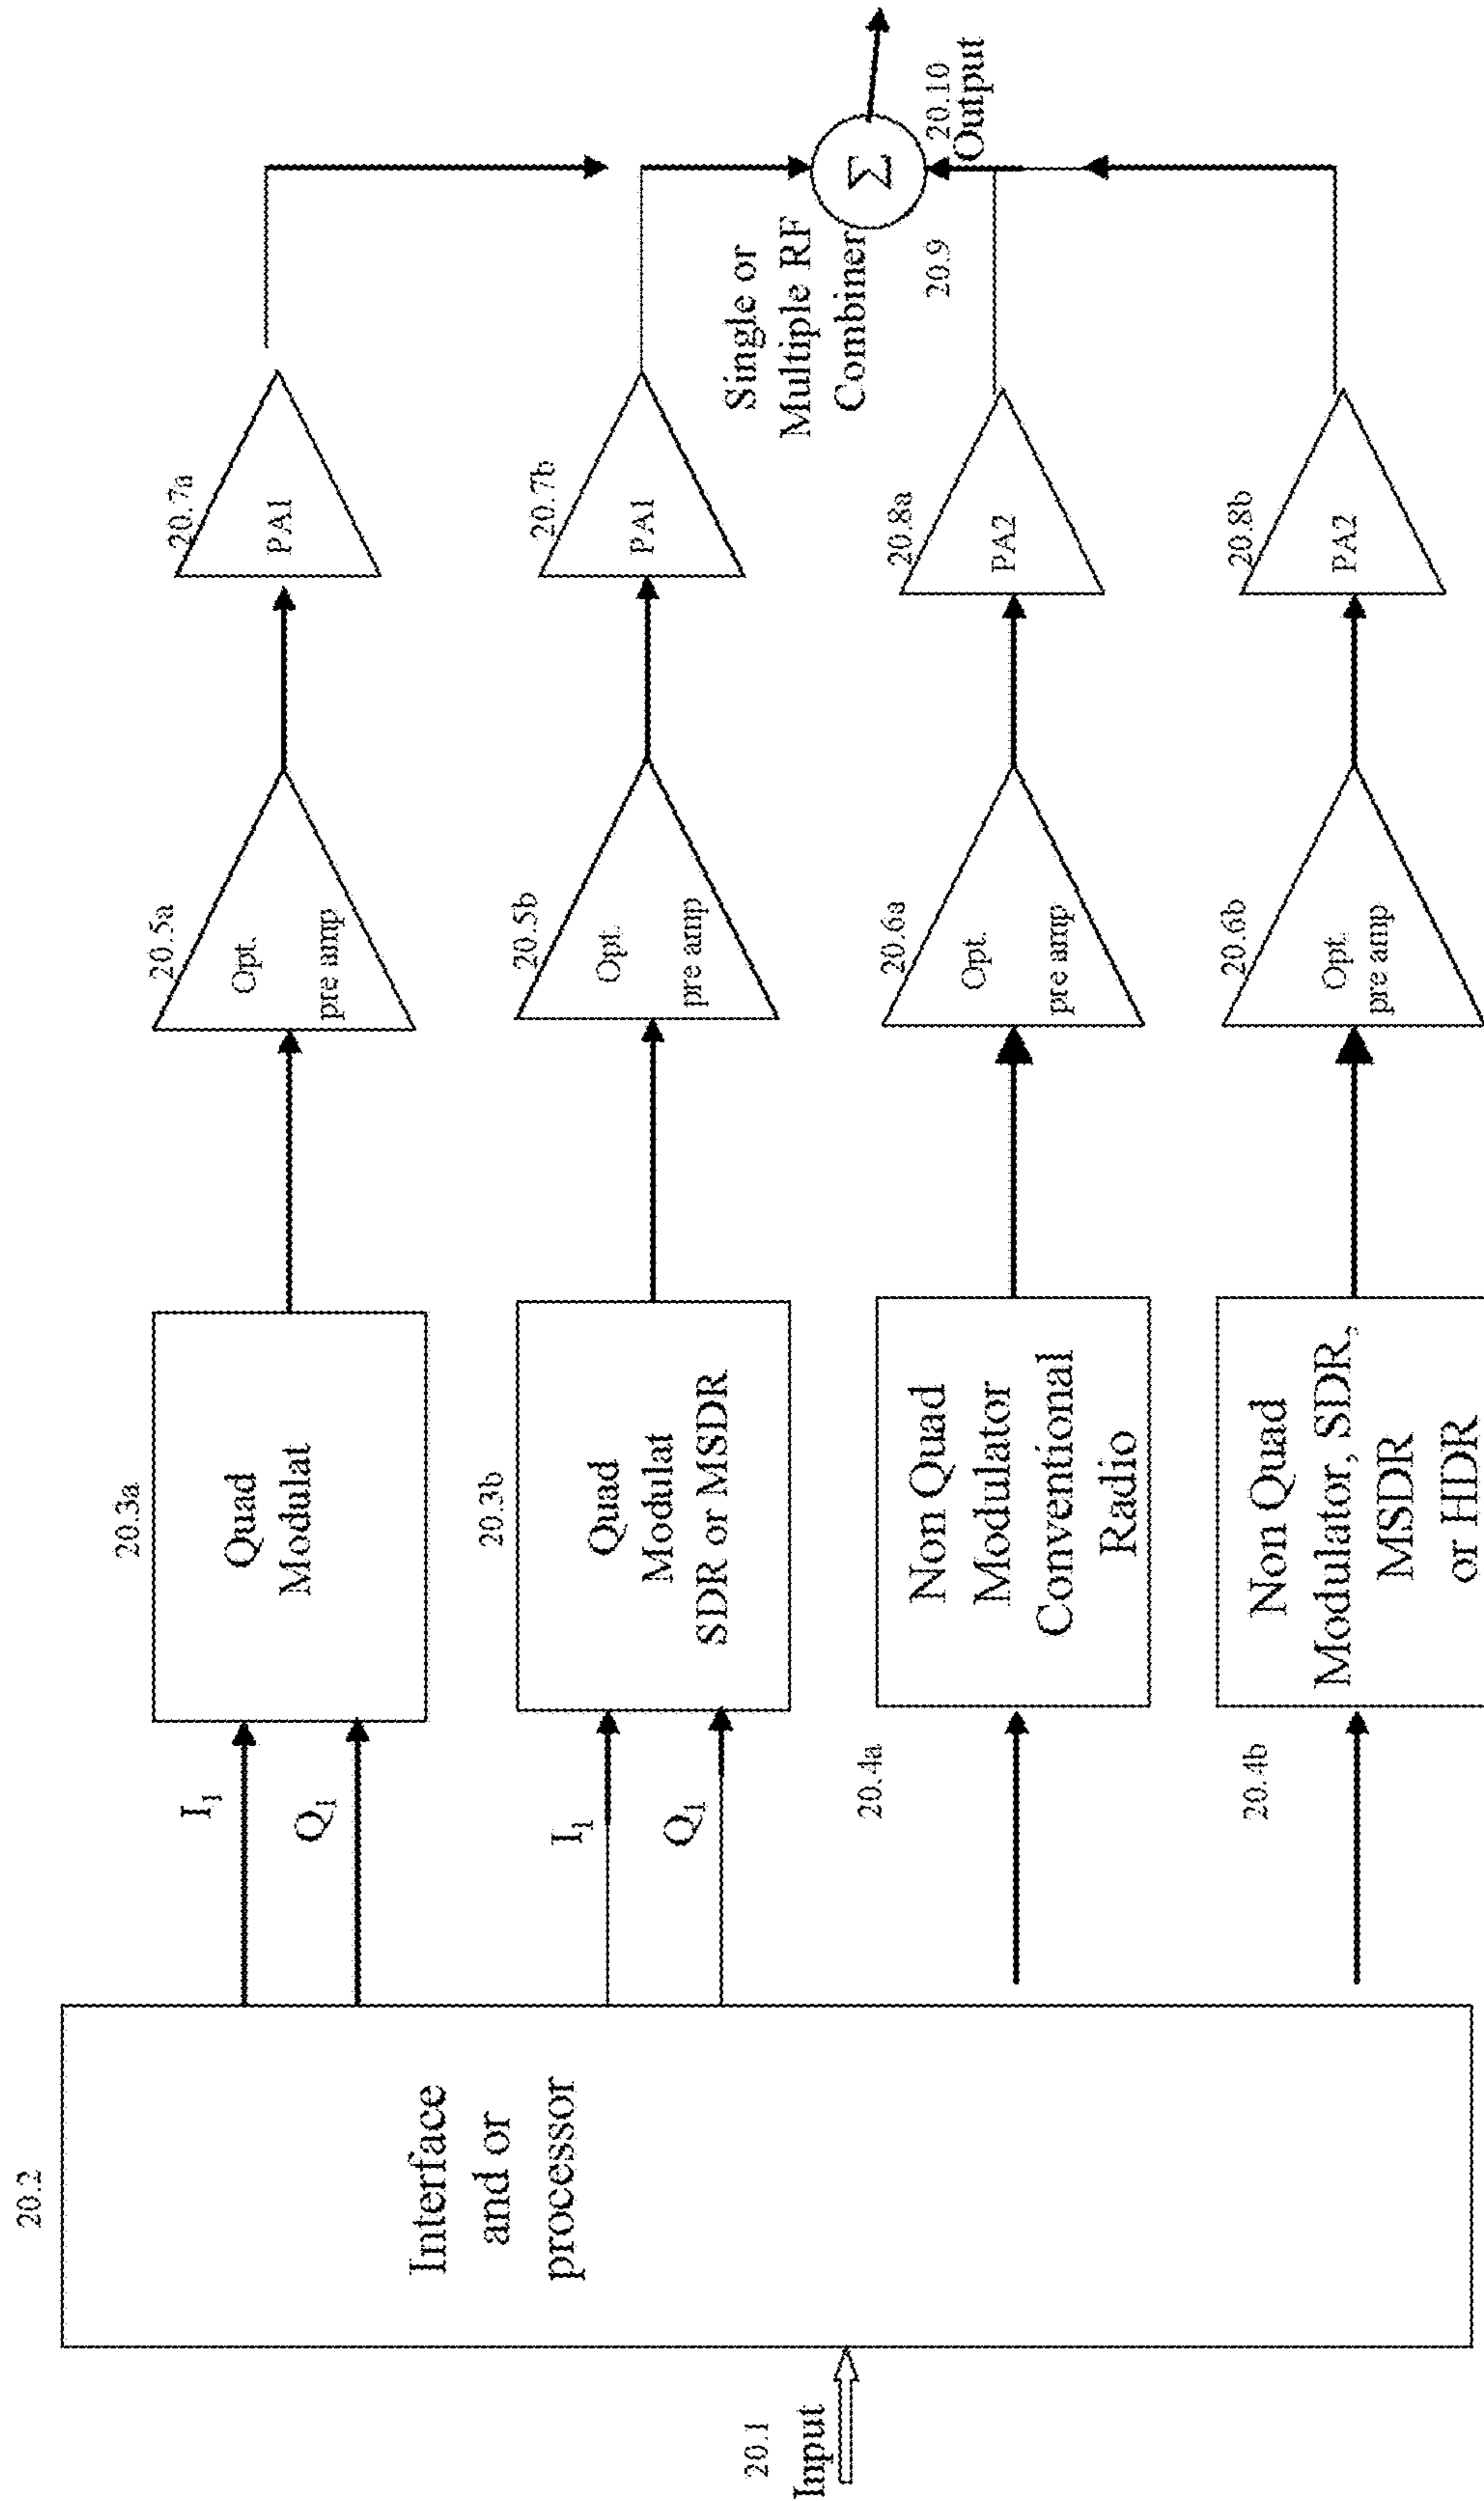 20.1
Input
20.2
Interface
and or
processor
I1
Q1
20.3a
Quad
Modulat
20.5a
Opt.
pre amp
20.7a
PA1
I1
Q1
20.3b
Quad
Modulat
SDR or MSDR
20.5b
Opt.
pre amp
20.7b
PA1
Single or
Multiple RF
Combiner
Σ
20.9
20.10
Output
20.4a
Non Quad
Modulator
Conventional
Radio
20.6a
Opt.
pre amp
20.8a
PA2
20.4b
Non Quad
Modulator, SDR,
MSDR
or HDR
20.6b
Opt.
pre amp
20.8b
PA2